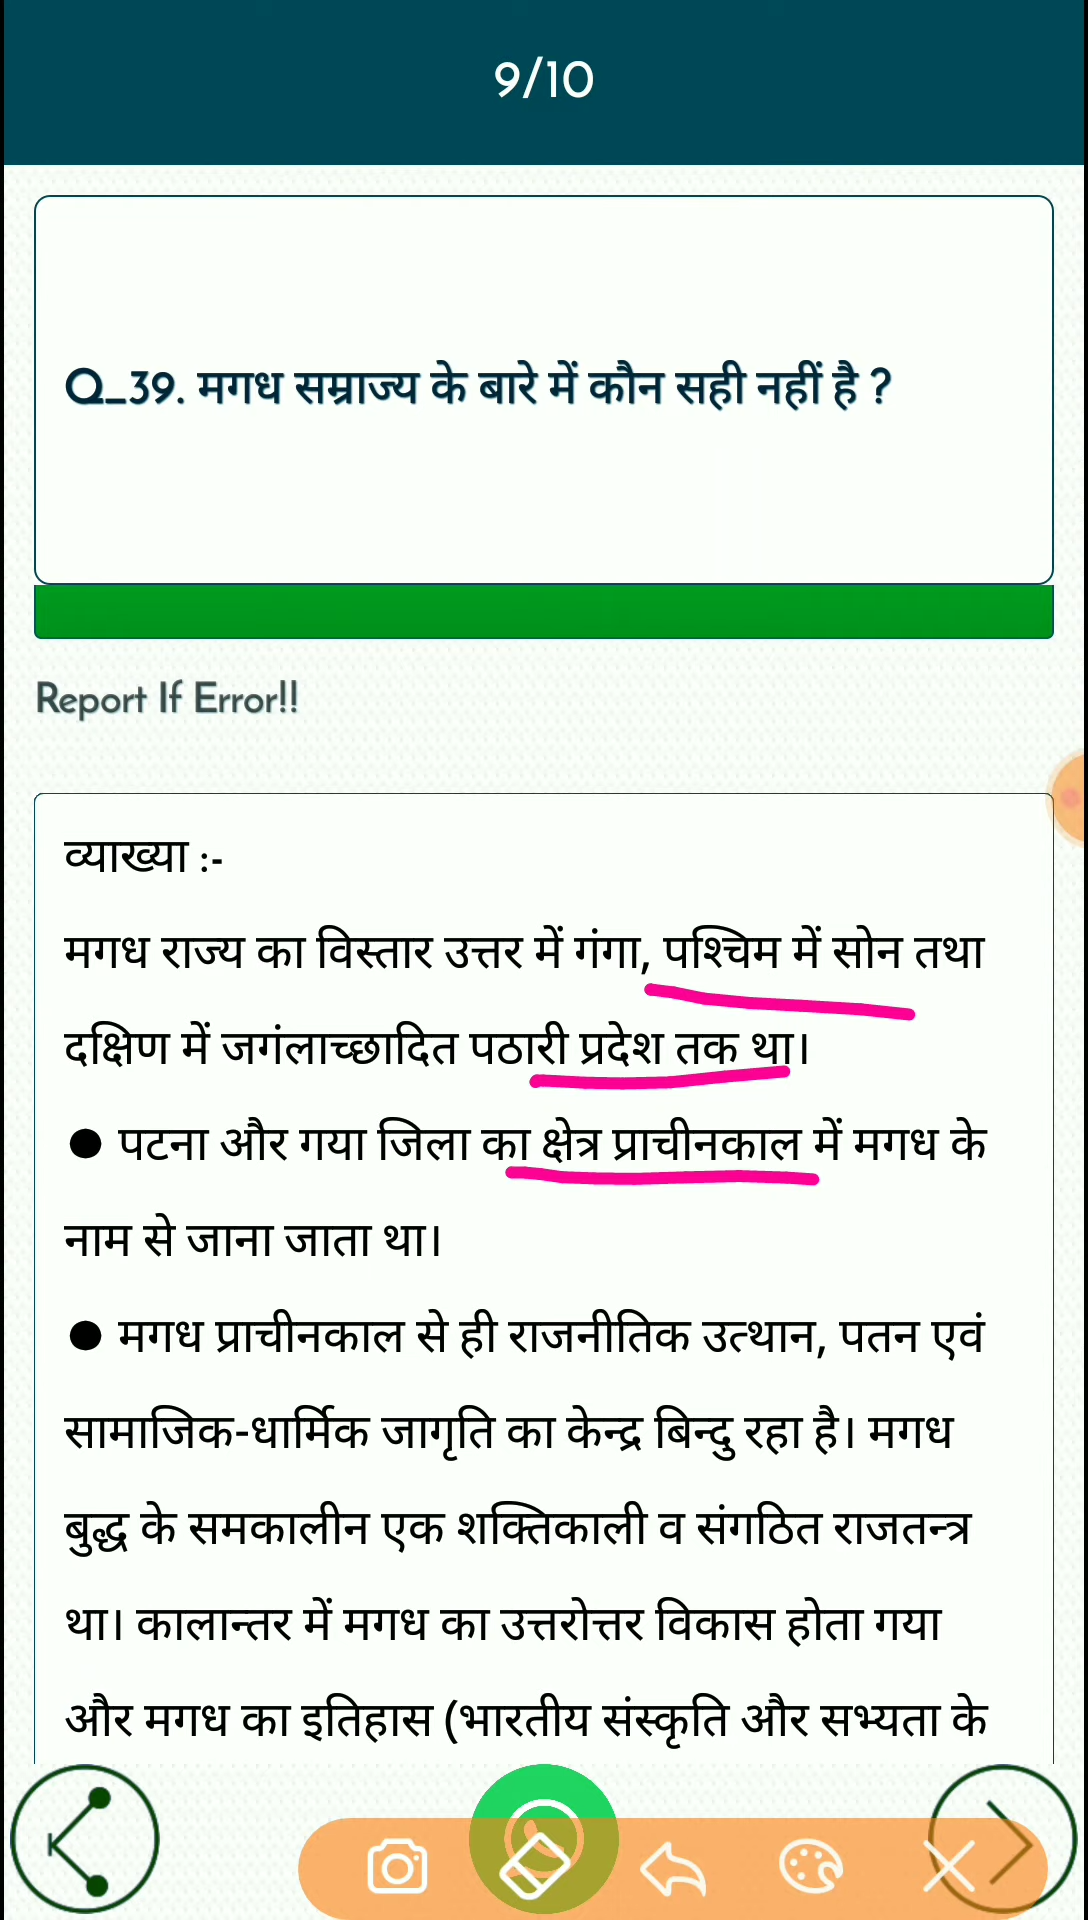 9/10
Q_39. मगध सम्राज्य के बारे में कौन सही नहीं है ?
Report If Error!!
व्याख्या :-
मगध राज्य का विस्तार उत्तर में गंगा, पश्चिम में सोन तथा
दक्षिण में जगंलाच्छादित पठारी प्रदेश तक था।
● पटना और गया जिला का क्षेत्र प्राचीनकाल में मगध के
नाम से जाना जाता था।
● मगध प्राचीनकाल से ही राजनीतिक उत्थान, पतन एवं
सामाजिक-धार्मिक जागृति का केन्द्र बिन्दु रहा है। मगध
बुद्ध के समकालीन एक शक्तिकाली व संगठित राजतन्त्र
था। कालान्तर में मगध का उत्तरोत्तर विकास होता गया
और मगध का इतिहास (भारतीय संस्कृति और सभ्यता के